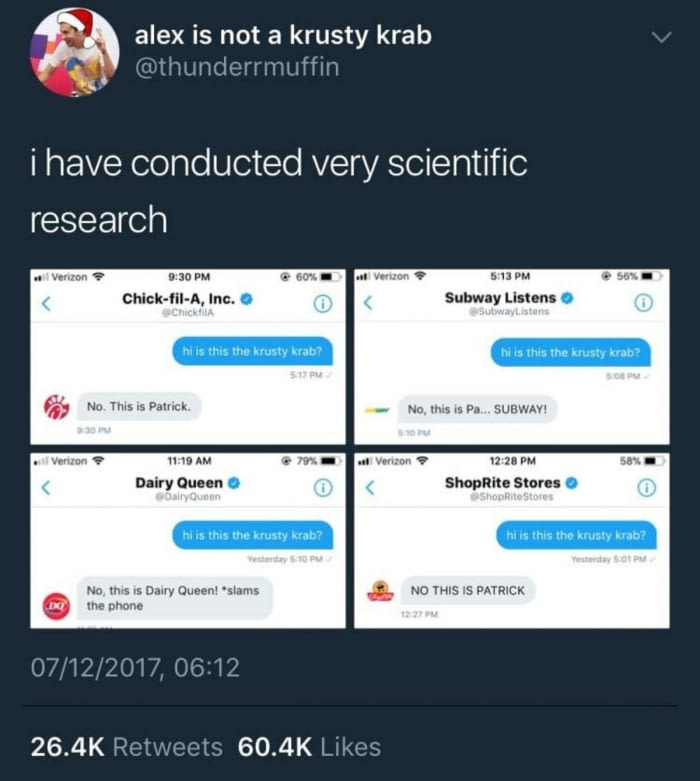 alex is not a krusty krab
@thunderrmuffin
i have conducted very scientific
research
Verizon 9:30 PM 60%
Chick-fil-A, Inc.
@ChickfilA
hi is this the krusty krab?
5:17 PM
No. This is Patrick.
9:30 PM
Verizon 5:13 PM 56%
Subway Listens
@SubwayListens
hi is this the krusty krab?
5:08 PM
No, this is Pa... SUBWAY!
5:10 PM
Verizon 11:19 AM 79%
Dairy Queen
@DairyQueen
hi is this the krusty krab?
Yesterday 5:10 PM
DQ
No, this is Dairy Queen! *slams
the phone
Verizon 12:28 PM 58%
ShopRite Stores
@ShopRiteStores
hi is this the krusty krab?
Yesterday 5:01 PM
NO THIS IS PATRICK
12:27 PM
07/12/2017, 06:12
26.4K Retweets 60.4K Likes